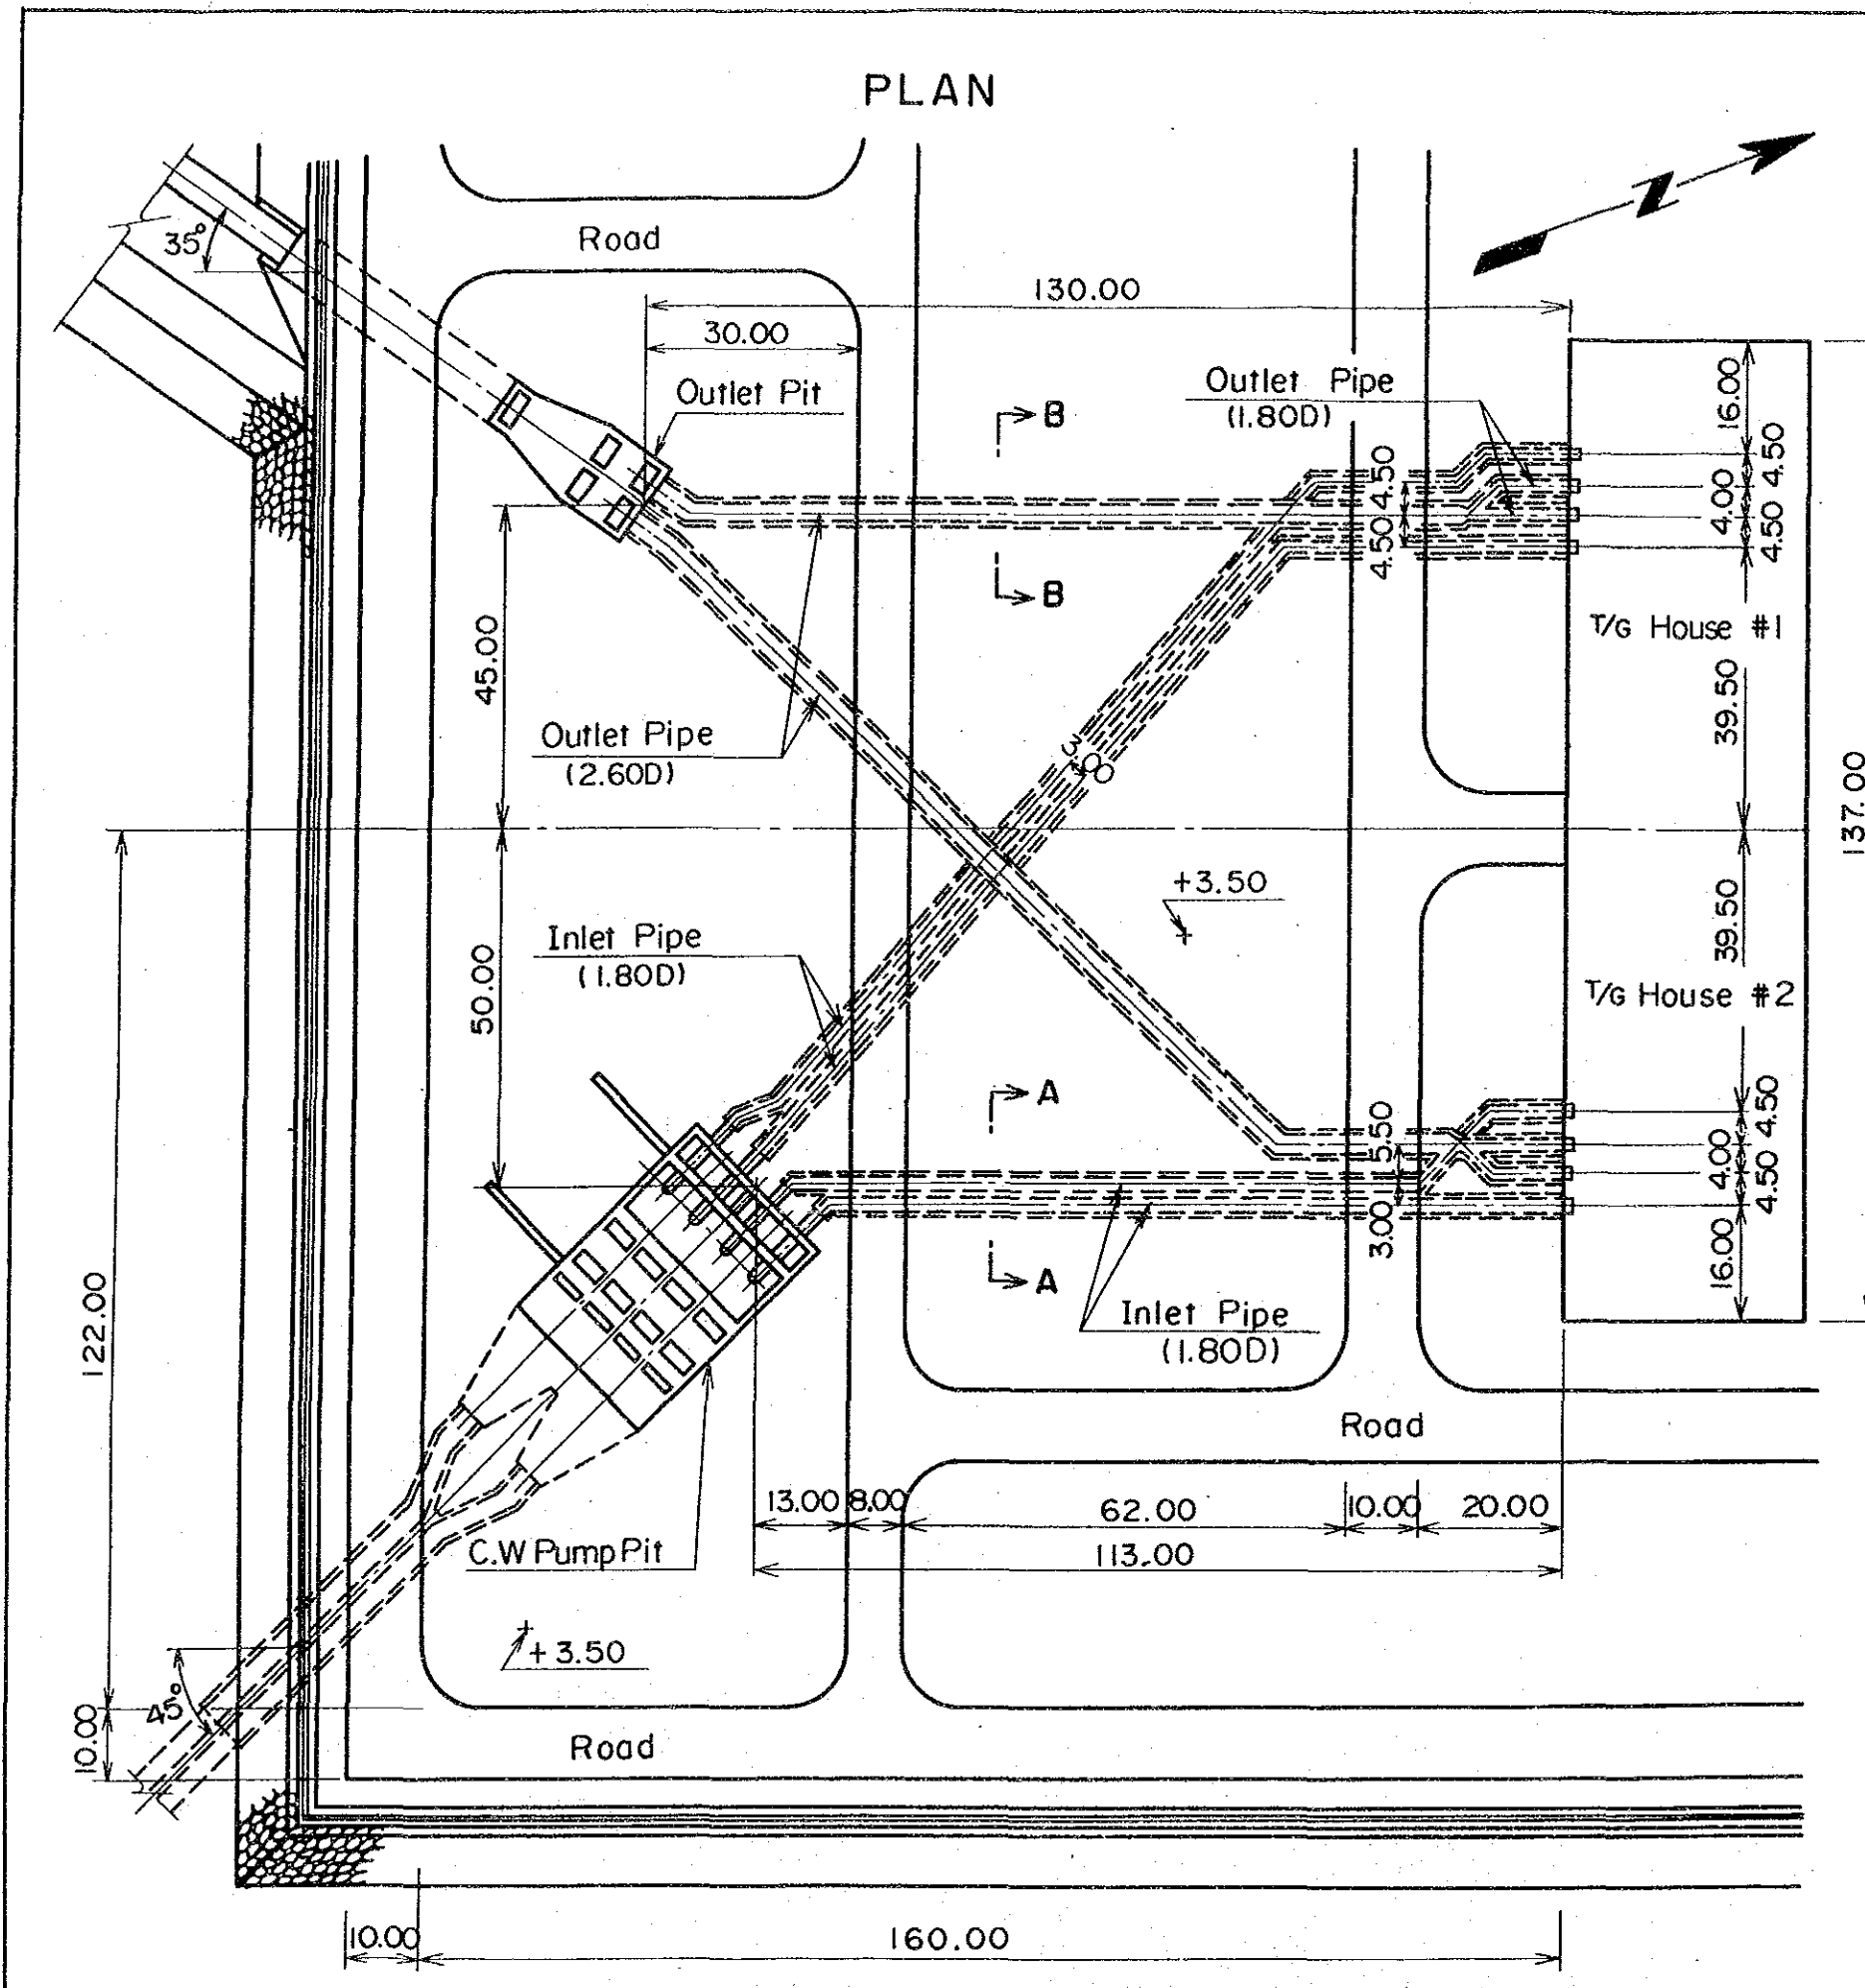 PLAN
N
35°
Road
130.00
30.00
Outlet Pit
Outlet Pipe
(1.80D)
B
B
16.00
4.50
4.00
4.50
4.50
4.50
T/G House #1
39.50
45.00
Outlet Pipe
(2.60D)
3.00
137.00
+3.50
39.50
Inlet Pipe
(1.80D)
50.00
T/G House #2
A
A
5.50
3.00
4.50
4.00
4.50
16.00
Inlet Pipe
(1.80D)
122.00
Road
13.00
8.00
62.00
10.00
20.00
113.00
C.W Pump Pit
+3.50
45°
10.00
Road
10.00
160.00